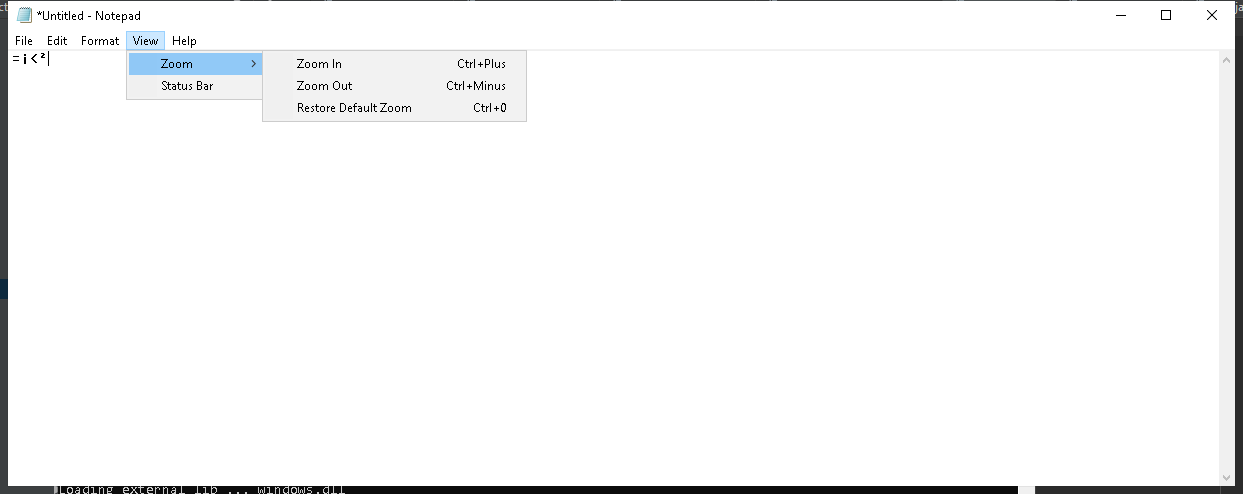 *Untitled - Notepad
File Edit Format View Help
=¡<²
Zoom > Zoom In Ctrl+Plus
Status Bar Zoom Out Ctrl+Minus
Restore Default Zoom Ctrl+0
Loading external lib ... windows.dll